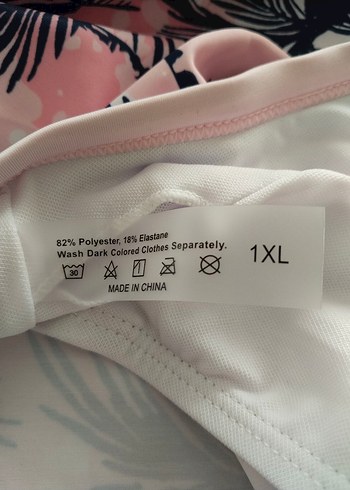 82% Polyester, 18% Elastane
Wash Dark Colored Clothes Separately.
30
1XL
MADE IN CHINA